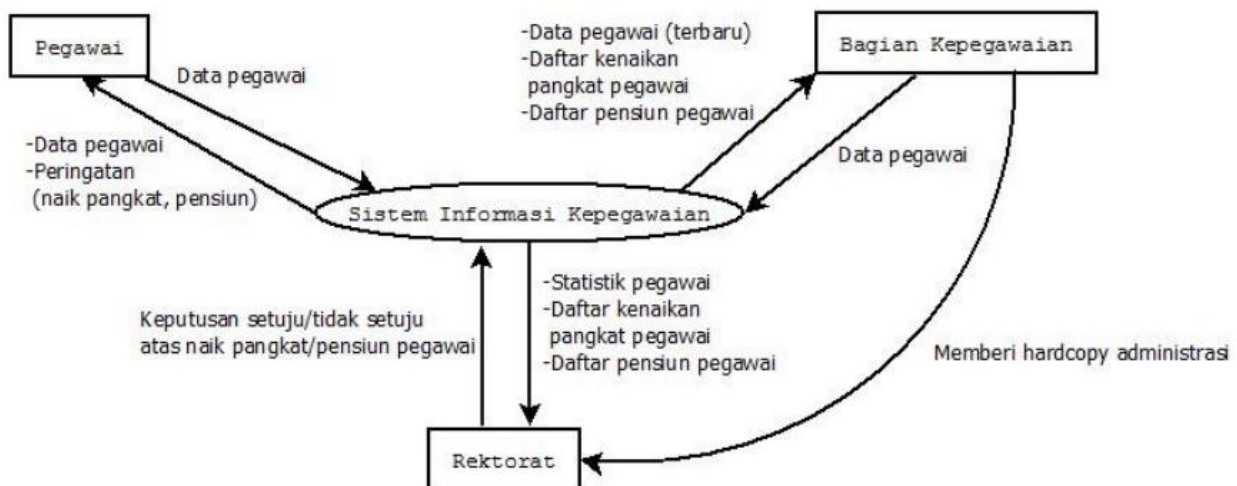 Pegawai
Data pegawai
-Data pegawai (terbaru)
-Daftar kenaikan
pangkat pegawai
-Daftar pensiun pegawai
Bagian Kepegawaian
-Data pegawai
-Peringatan
(naik pangkat, pensiun)
Data pegawai
Sistem Informasi Kepegawaian
Keputusan setuju/tidak setuju
atas naik pangkat/pensiun pegawai
-Statistik pegawai
-Daftar kenaikan
pangkat pegawai
-Daftar pensiun pegawai
Memberi hardcopy administrasi
Rektorat